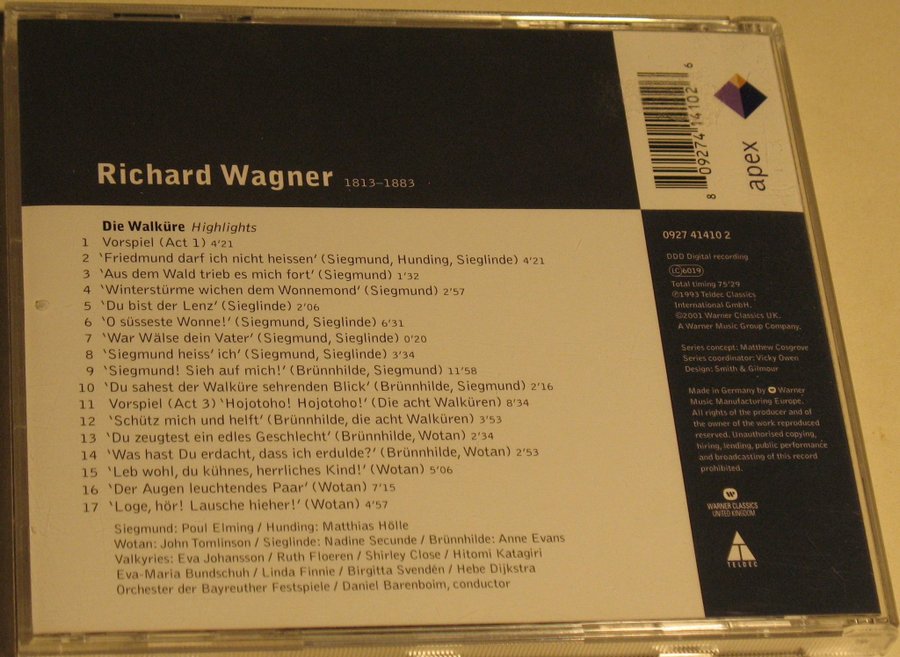 Richard Wagner 1813–1883
Die Walküre Highlights
1 Vorspiel (Act 1) 4'21
2 'Friedmund darf ich nicht heissen' (Siegmund, Hunding, Sieglinde) 4'21
3 'Aus dem Wald trieb es mich fort' (Siegmund) 1'32
4 'Winterstürme wichen dem Wonnemond' (Siegmund) 2'57
5 'Du bist der Lenz' (Sieglinde) 2'06
6 'O süsseste Wonne!' (Siegmund, Sieglinde) 6'31
7 'War Wälse dein Vater' (Siegmund, Sieglinde) 0'20
8 'Siegmund heiss' ich' (Siegmund, Sieglinde) 3'34
9 'Siegmund! Sieh auf mich!' (Brünnhilde, Siegmund) 11'58
10 'Du sahest der Walküre sehrenden Blick' (Brünnhilde, Siegmund) 2'16
11 Vorspiel (Act 3) 'Hojotoho! Hojotoho!' (Die acht Walküren) 8'34
12 'Schütz mich und helft' (Brünnhilde, die acht Walküren) 3'53
13 'Du zeugtest ein edles Geschlecht' (Brünnhilde, Wotan) 2'34
14 'Was hast Du erdacht, dass ich erdulde?' (Brünnhilde, Wotan) 2'53
15 'Leb wohl, du kühnes, herrliches Kind!' (Wotan) 5'06
16 'Der Augen leuchtendes Paar' (Wotan) 7'15
17 'Loge, hör! Lausche hieher!' (Wotan) 4'57
Siegmund: Poul Elming / Hunding: Matthias Hölle
Wotan: John Tomlinson / Sieglinde: Nadine Secunde / Brünnhilde: Anne Evans
Valkyries: Eva Johansson / Ruth Floeren / Shirley Close / Hitomi Katagiri
Eva-Maria Bundschuh / Linda Finnie / Birgitta Svendén / Hebe Dijkstra
Orchester der Bayreuther Festspiele / Daniel Barenboim, conductor
8 09274 14102 6
apex
0927 41410 2
DDD Digital recording
LC 6019
Total timing 75'29
℗1993 Teldec Classics
International GmbH.
©2001 Warner Classics UK.
A Warner Music Group Company.
Series concept: Matthew Cosgrove
Series coordinator: Vicky Owen
Design: Smith & Gilmour
Made in Germany by Warner
Music Manufacturing Europe.
All rights of the producer and of
the owner of the work reproduced
reserved. Unauthorised copying,
hiring, lending, public performance
and broadcasting of this record
prohibited.
WARNER CLASSICS
UNITED KINGDOM
TELDEC